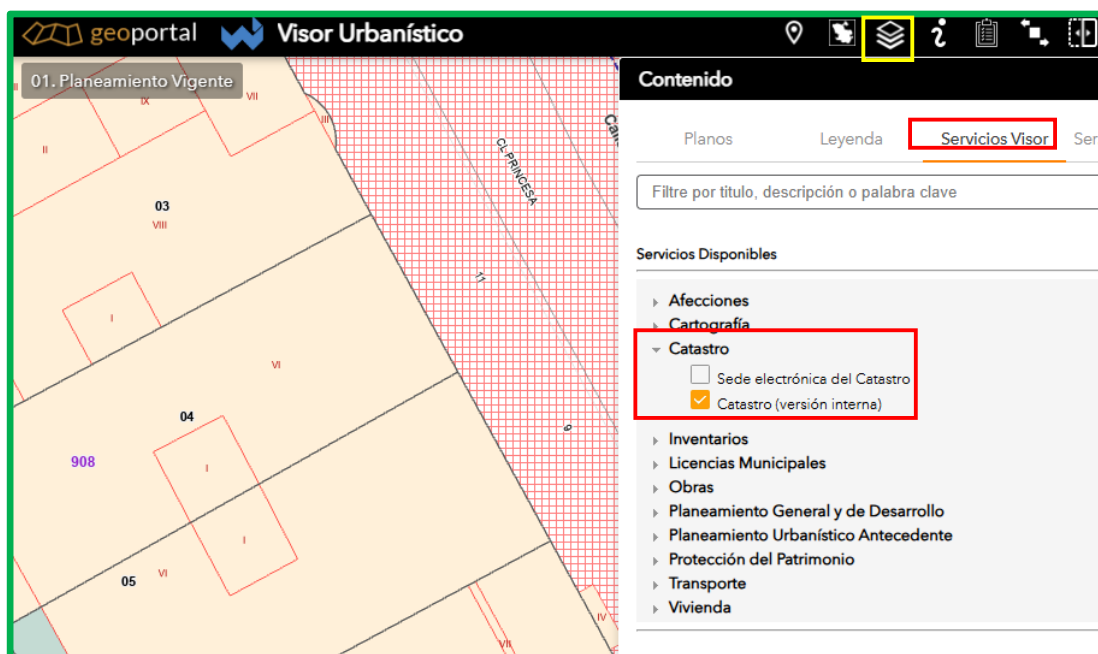 geoportal Visor Urbanístico
01. Planeamiento Vigente
Contenido
Planos Leyenda Servicios Visor Ser
Filtre por titulo, descripción o palabra clave
Servicios Disponibles
Afecciones
Cartografía
Catastro
Sede electrónica del Catastro
Catastro (versión interna)
Inventarios
Licencias Municipales
Obras
Planeamiento General y de Desarrollo
Planeamiento Urbanístico Antecedente
Protección del Patrimonio
Transporte
Vivienda
IX
VII
III
II
CL PRINCESA
03
VIII
11
I
VI
04
9
908
I
I
05
VI
IV
VII